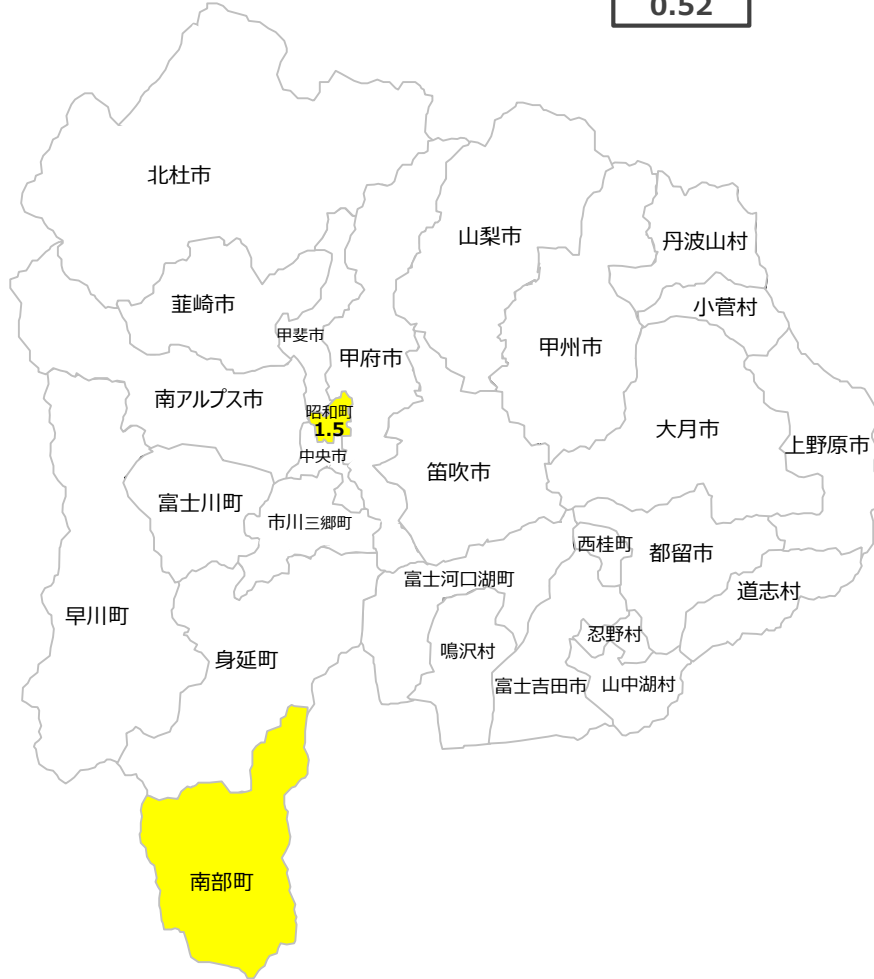 0.52
北杜市
山梨市
丹波山村
韮崎市
小菅村
甲斐市
甲府市
甲州市
南アルプス市
昭和町
1.5
大月市
上野原市
中央市
笛吹市
富士川町
市川三郷町
西桂町
都留市
富士河口湖町
道志村
早川町
忍野村
身延町
鳴沢村
富士吉田市
山中湖村
南部町